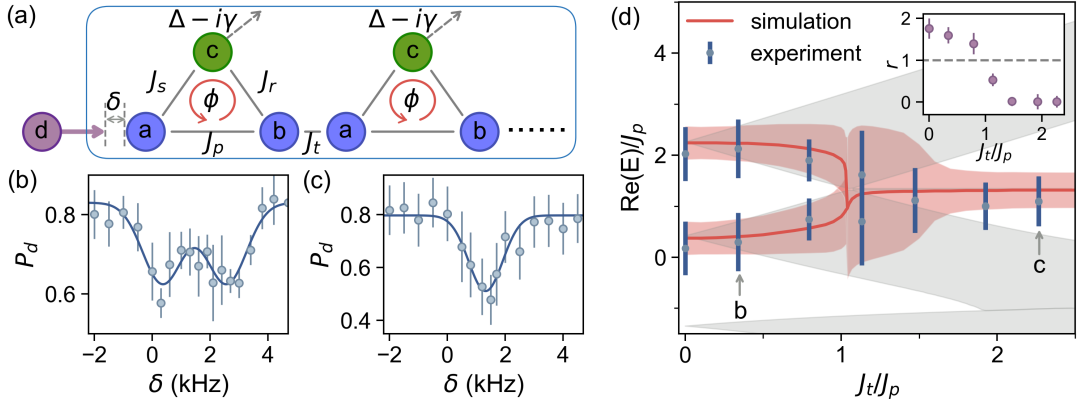 (a)
Δ − iγ
Δ − iγ
c
c
J_s
J_r
ϕ
ϕ
δ
d
a
b
a
b
J_p
J_t
......
(b)
P_d
0.8
0.6
−2 0 2 4
δ (kHz)
(c)
P_d
0.8
0.6
0.4
−2 0 2 4
δ (kHz)
(d)
simulation
experiment
Re(E)/J_p
4
2
0
b
c
0 1 2
J_t/J_p
r
2
1
0
0 1 2
J_t/J_p